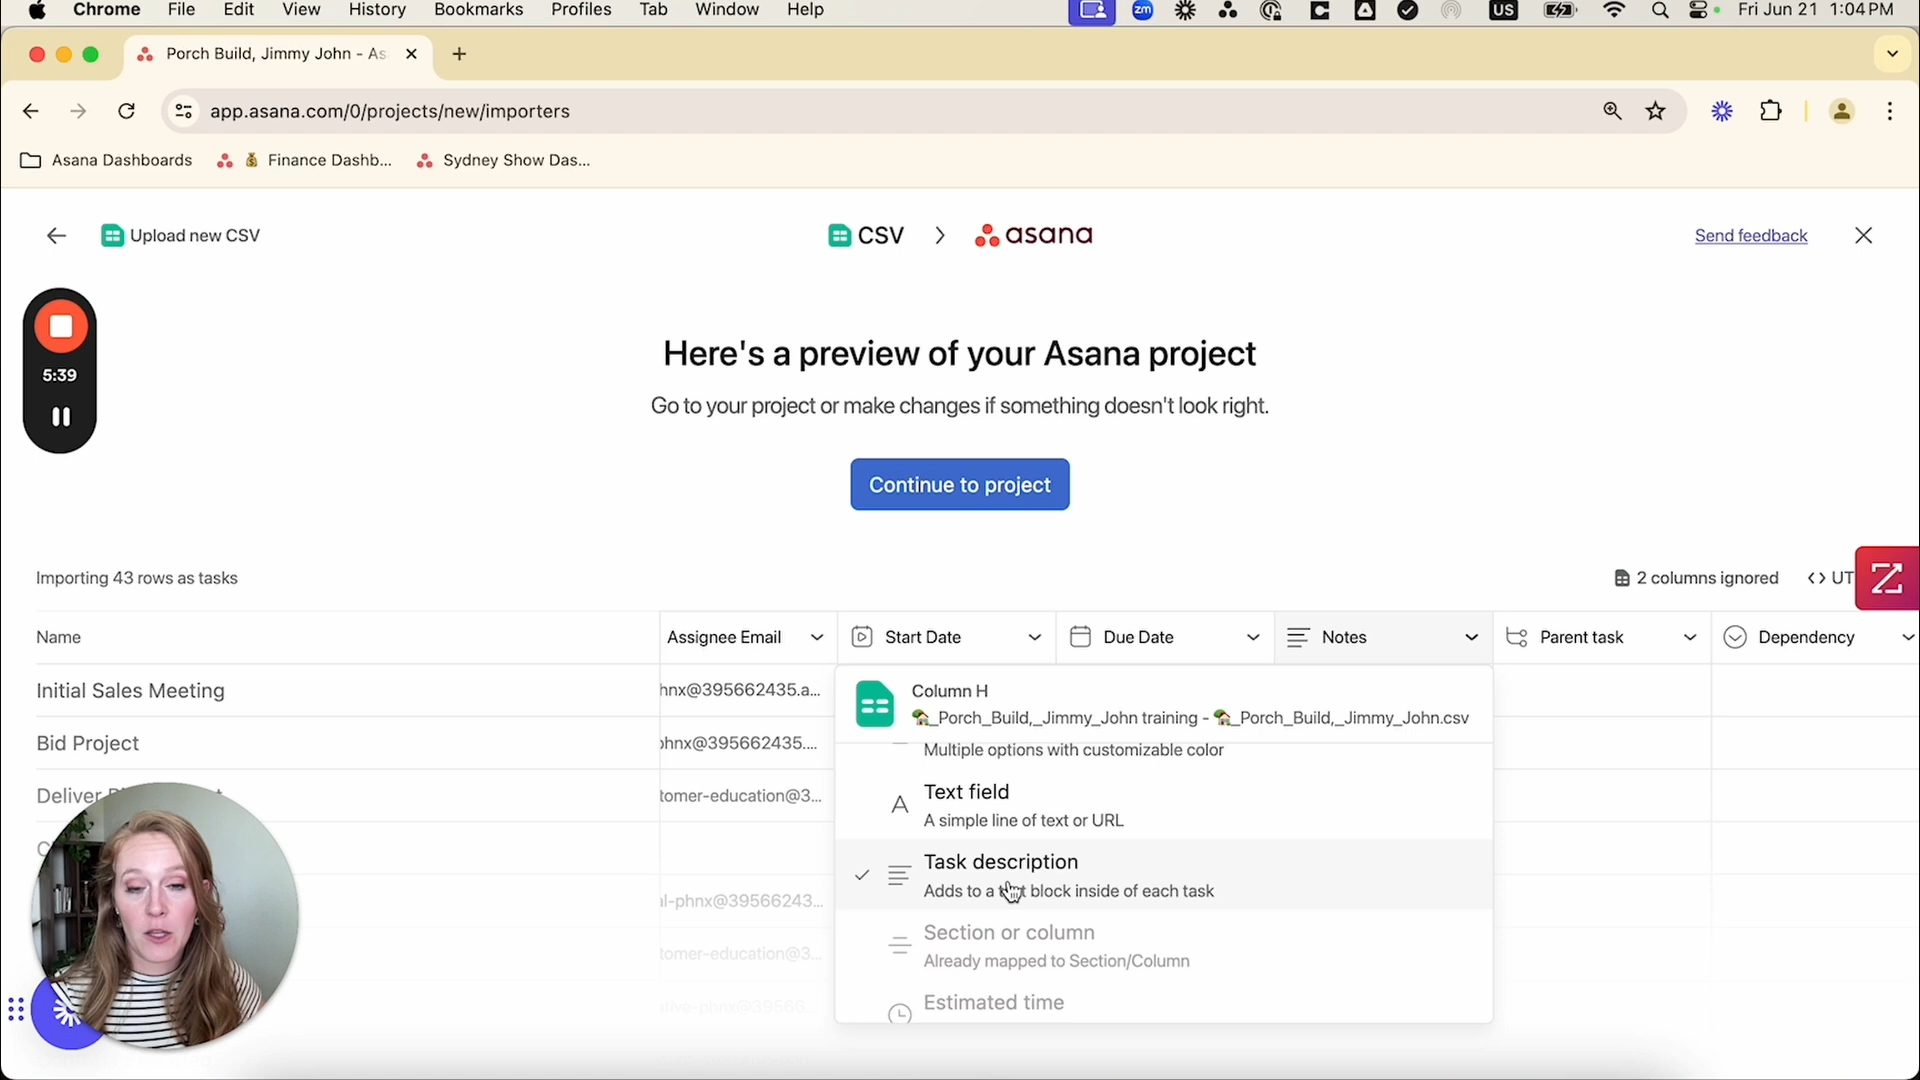 Chrome File Edit View History Bookmarks Profiles Tab Window Help zm US Fri Jun 21 1:04 PM
Porch Build, Jimmy John - As
app.asana.com/0/projects/new/importers
Asana Dashboards Finance Dashb... Sydney Show Das...
Upload new CSV CSV asana Send feedback
5:39
Here's a preview of your Asana project
Go to your project or make changes if something doesn't look right.
Continue to project
Importing 43 rows as tasks 2 columns ignored <> UT
Name Assignee Email Start Date Due Date Notes Parent task Dependency
Initial Sales Meeting hnx@395662435.a...
Column H
_Porch_Build,_Jimmy_John training - _Porch_Build,_Jimmy_John.csv
Bid Project hnx@395662435....
Multiple options with customizable color
Text field
Deliver tomer-education@3...
A simple line of text or URL
Task description
Adds to a block inside of each task
l-phnx@39566243...
Section or column
tomer-education@3...
Already mapped to Section/Column
Estimated time
ative-phnx@39566...